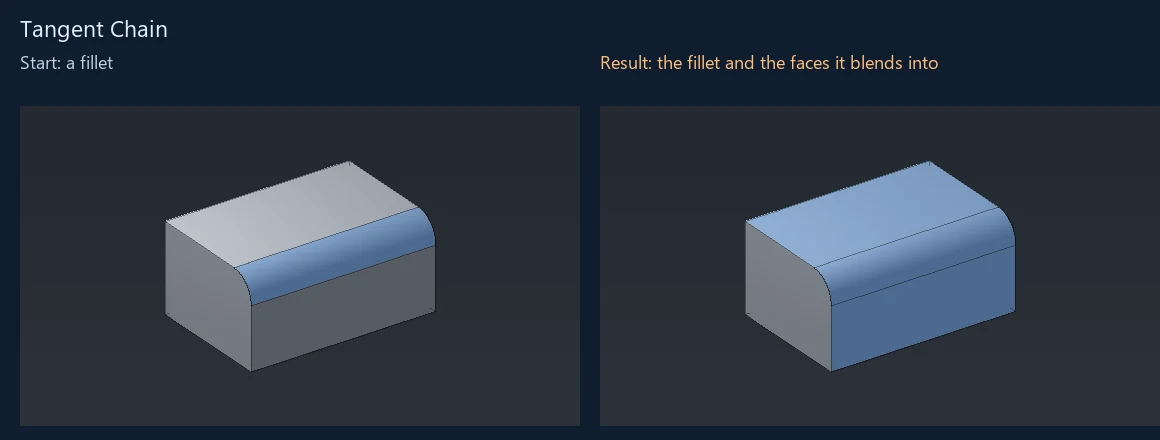 Tangent Chain
Start: a fillet
Result: the fillet and the faces it blends into